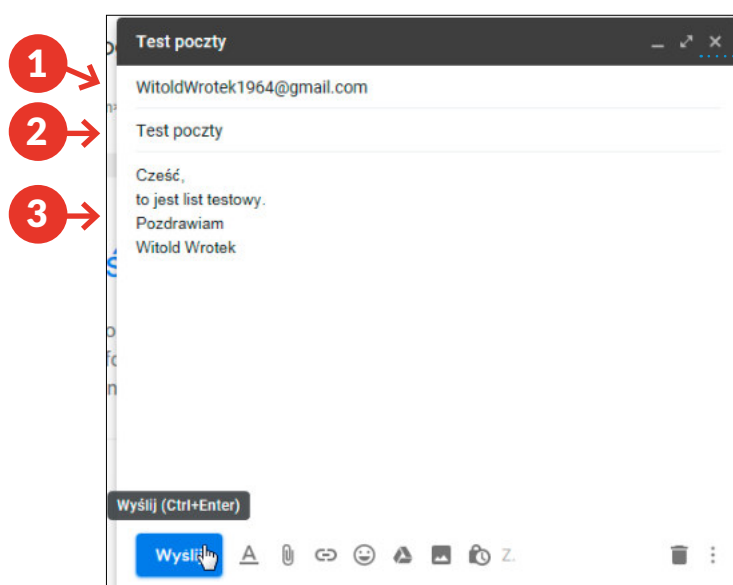 Test poczty
1
WitoldWrotek1964@gmail.com
2
Test poczty
Cześć,
to jest list testowy.
3
Pozdrawiam
Witold Wrotek
Wyślij (Ctrl+Enter)
Wyślij